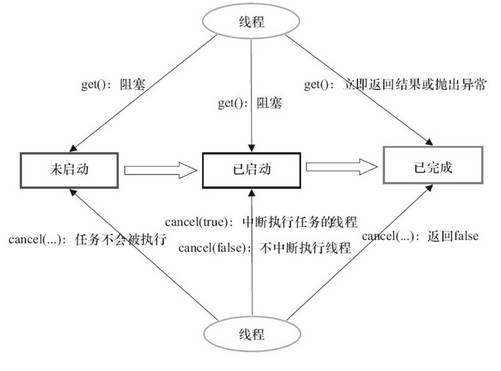 线程
get()：阻塞
get()：阻塞
get()：立即返回结果或抛出异常
未启动
已启动
已完成
cancel(...)：任务不会被执行
cancel(true)：中断执行任务的线程
cancel(false)：不中断执行线程
cancel(...)：返回false
线程